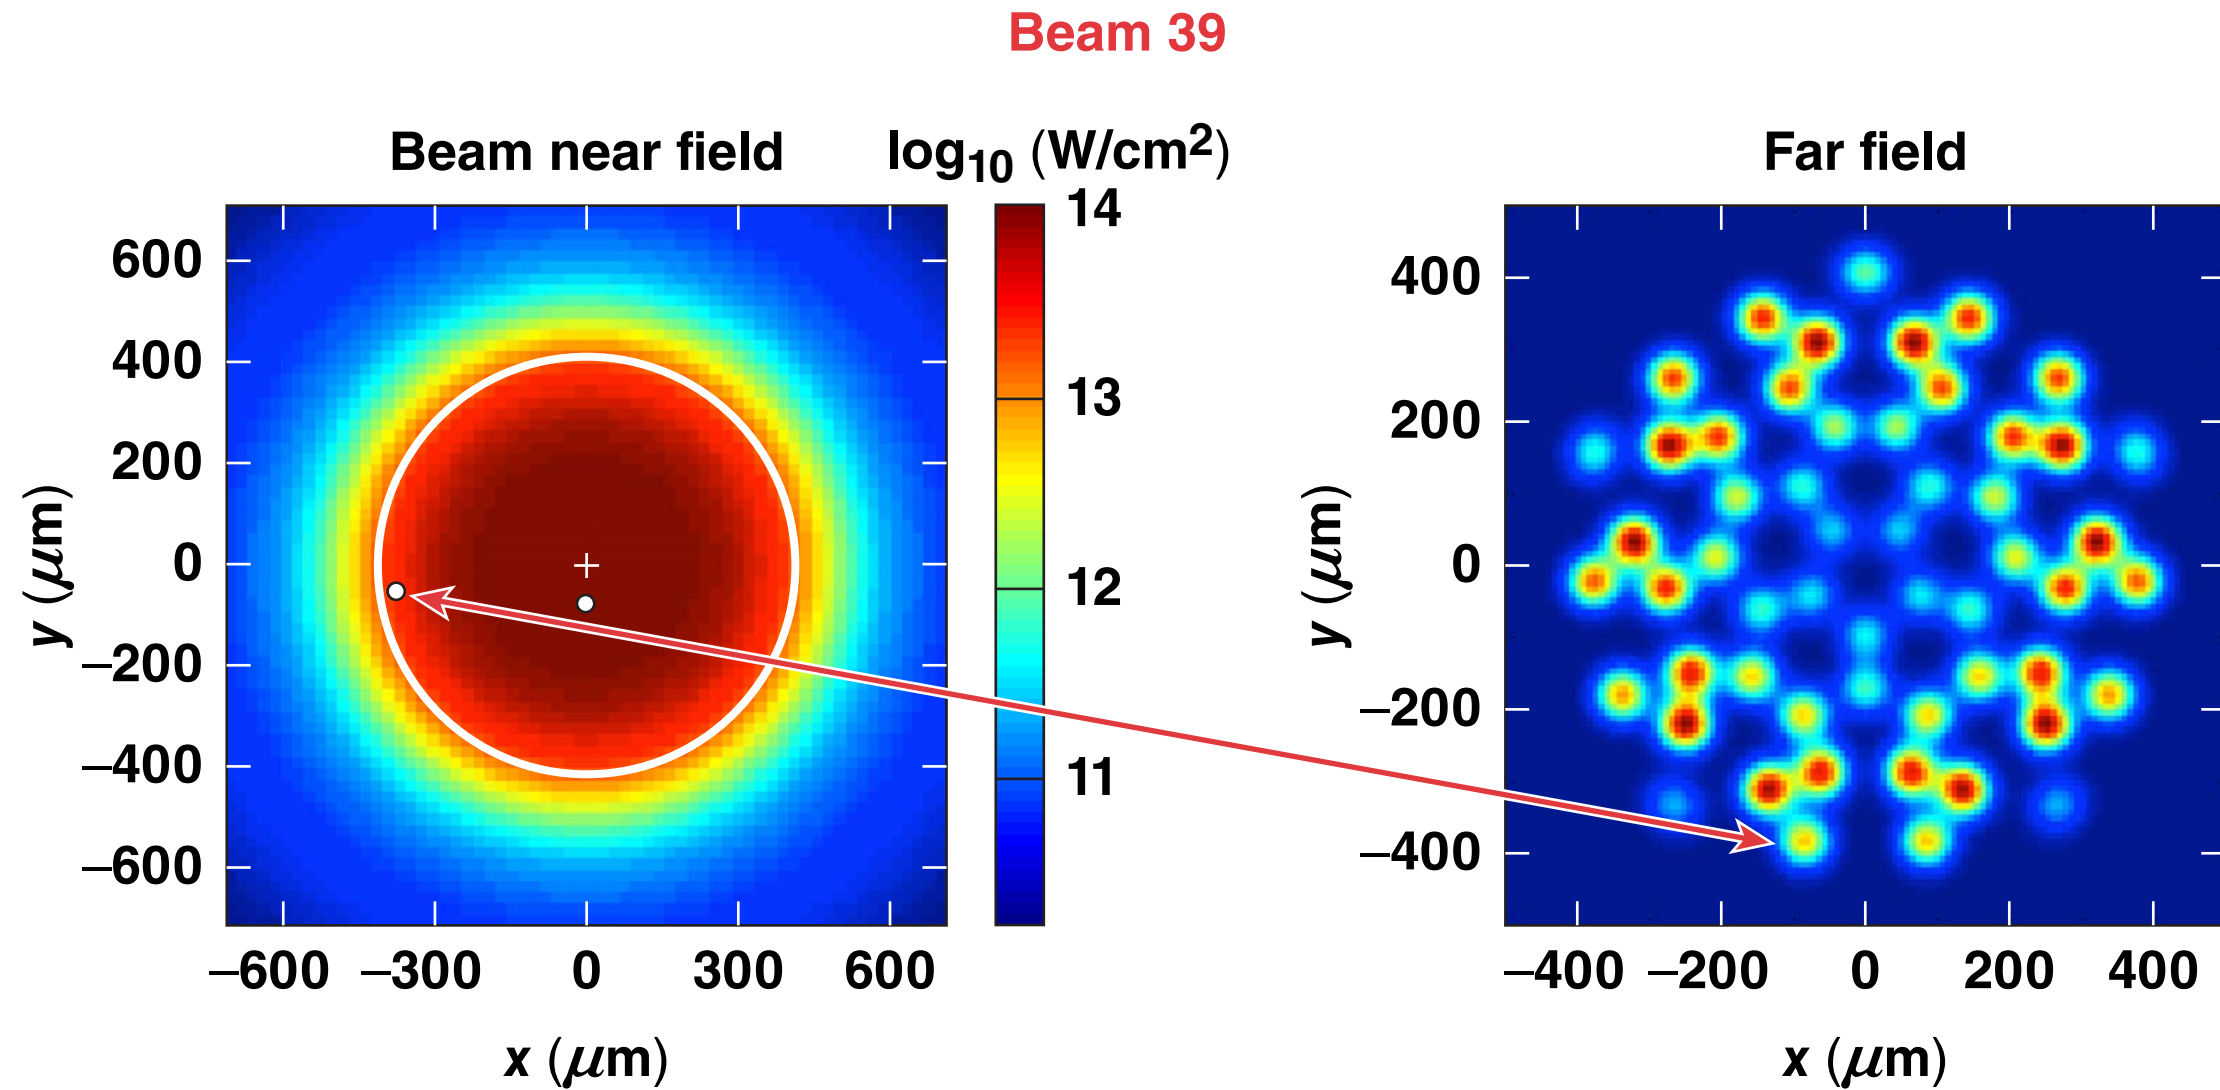 Beam 39
Beam near field
log10 (W/cm2)
Far field
14
13
12
11
600
400
200
0
–200
–400
–600
y (μm)
–600 –300 0 300 600
x (μm)
400
200
0
–200
–400
y (μm)
–400 –200 0 200 400
x (μm)